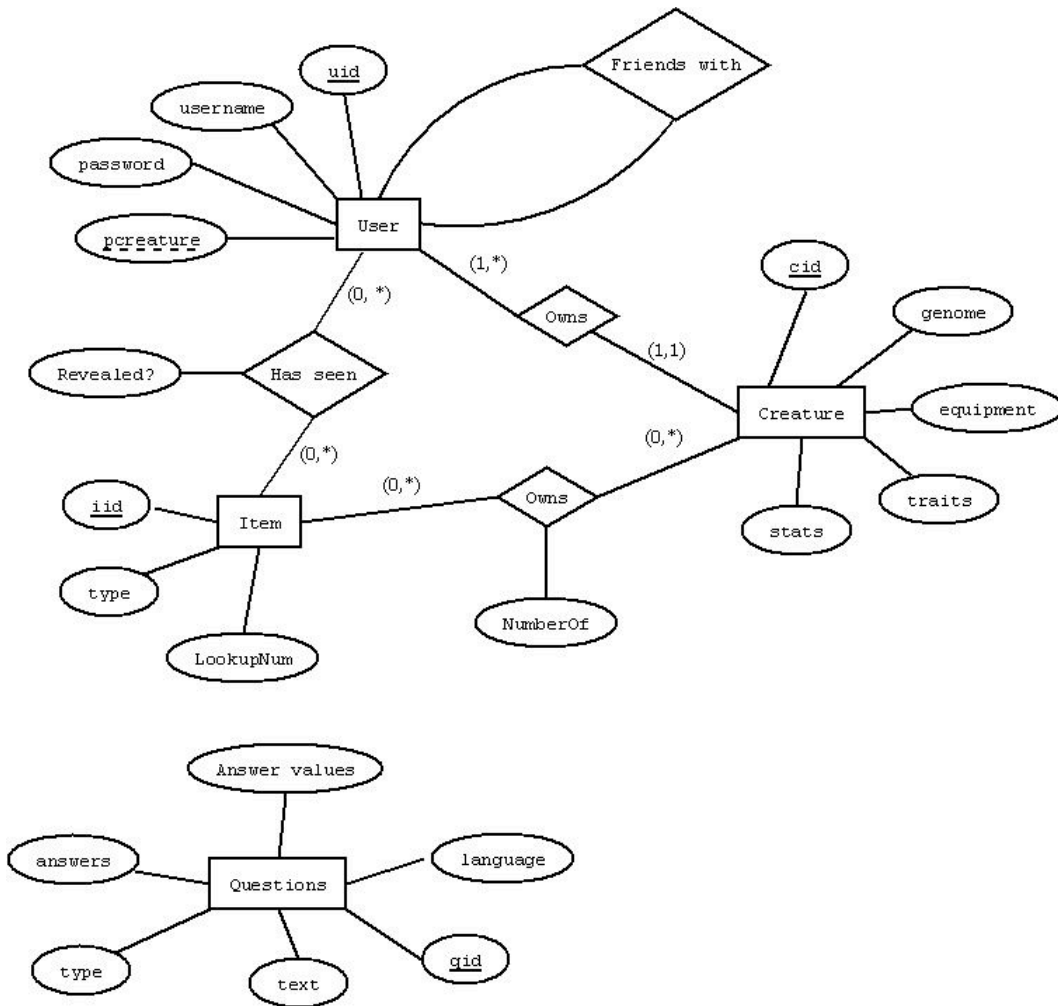 uid
Friends with
username
password
User
pcreature
(1,*)
cid
(0, *)
Owns
genome
(1,1)
Revealed?
Has seen
Creature
equipment
(0,*)
(0,*)
(0,*)
iid
Owns
traits
Item
stats
type
NumberOf
LookupNum
Answer values
answers
language
Questions
type
qid
text